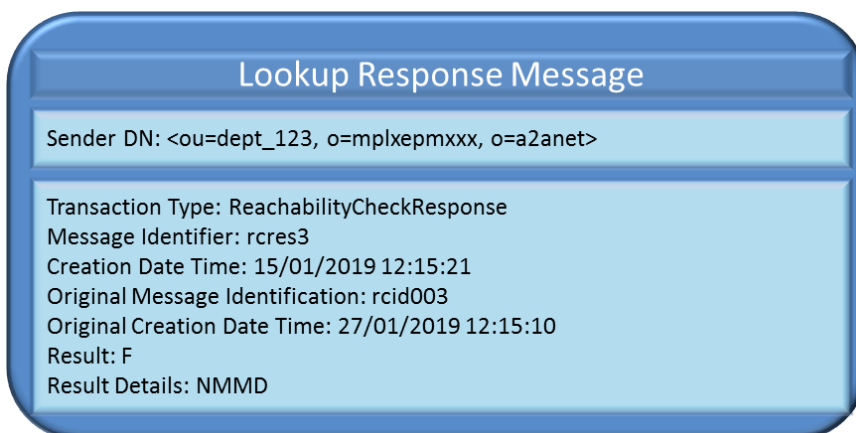 Lookup Response Message
Sender DN: <ou=dept_123, o=mplxepmxxx, o=a2anet>
Transaction Type: ReachabilityCheckResponse
Message Identifier: rcres3
Creation Date Time: 15/01/2019 12:15:21
Original Message Identification: rcid003
Original Creation Date Time: 27/01/2019 12:15:10
Result: F
Result Details: NMMD